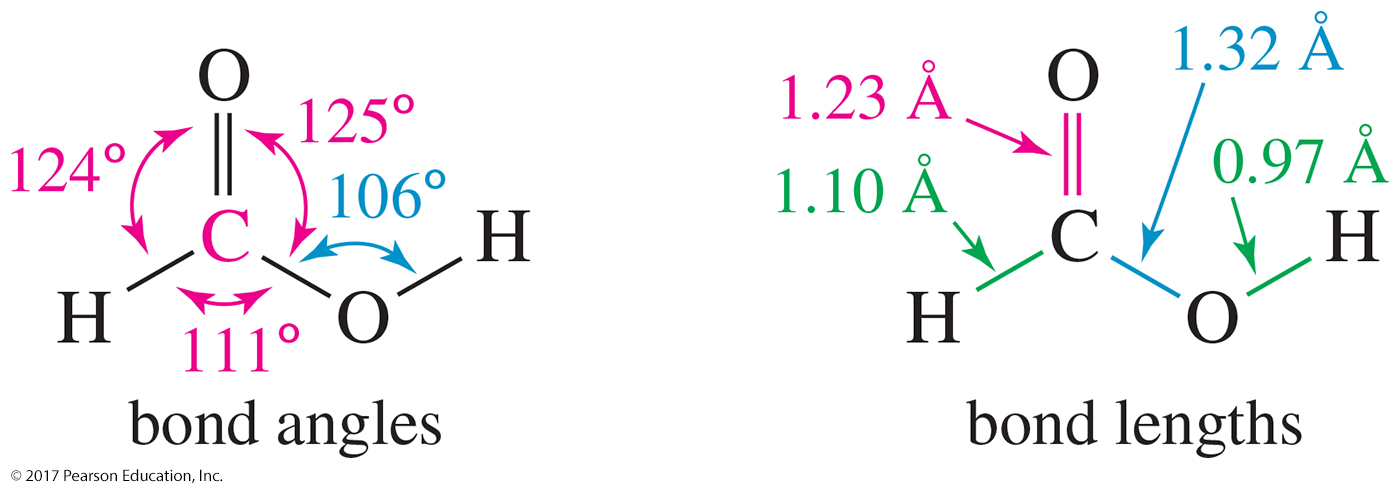 O
125°
124°
106°
C
H
H
O
111°
bond angles
1.32 Å
O
1.23 Å
0.97 Å
1.10 Å
C
H
H
O
bond lengths
© 2017 Pearson Education, Inc.